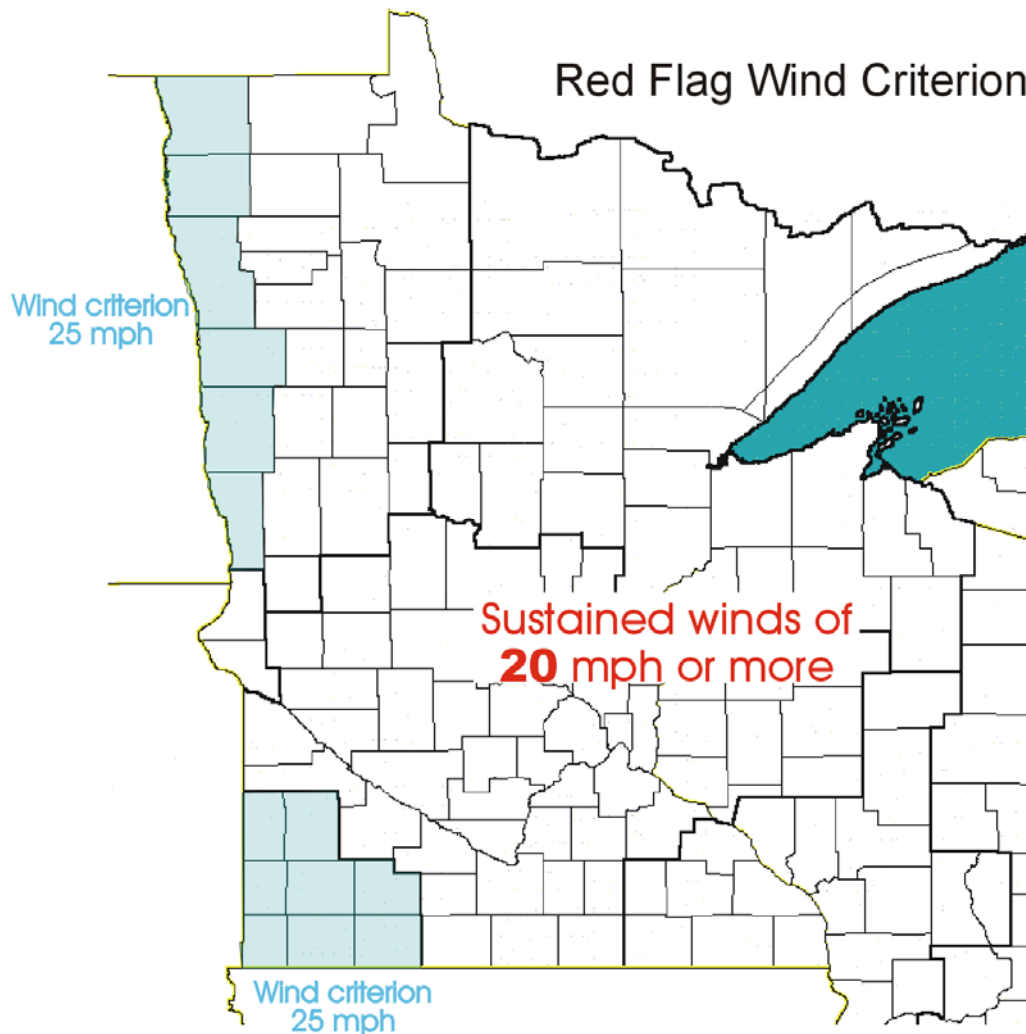 Red Flag Wind Criterion
Wind criterion
25 mph
Sustained winds of
20 mph or more
Wind criterion
25 mph